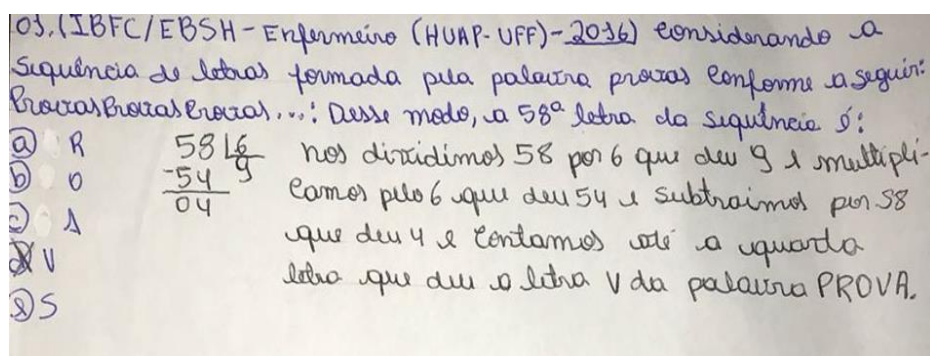 03. (IBFC/EBSH - Enfermeiro (HUAP-UFF) - 2016) Considerando a
sequência de letras formada pela palavra provas conforme a seguir:
ProvasProvasProvas...: Desse modo, a 58ª letra da sequência é:
a) R 58 6 nos dividimos 58 por 6 que deu 9 e multipli-
b) O -54 9 camos pelo 6 que deu 54 e subtraimos por 58
c) A 04 que deu 4 e contamos até a quarta
d) V letra que deu a letra V da palavra PROVA.
e) S